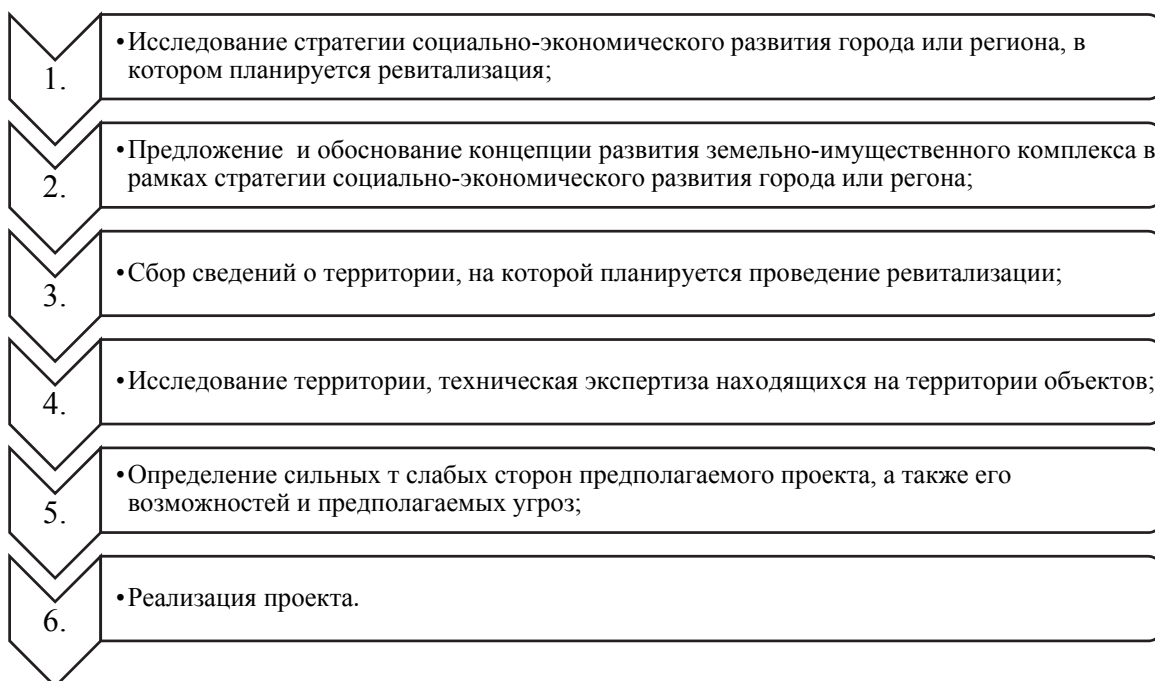 1.
•Исследование стратегии социально-экономического развития города или региона, в
котором планируется ревитализация;
2.
•Предложение и обоснование концепции развития земельно-имущественного комплекса в
рамках стратегии социально-экономического развития города или регона;
3.
•Сбор сведений о территории, на которой планируется проведение ревитализации;
4.
•Исследование территории, техническая экспертиза находящихся на территории объектов;
5.
•Определение сильных т слабых сторон предполагаемого проекта, а также его
возможностей и предполагаемых угроз;
6.
•Реализация проекта.